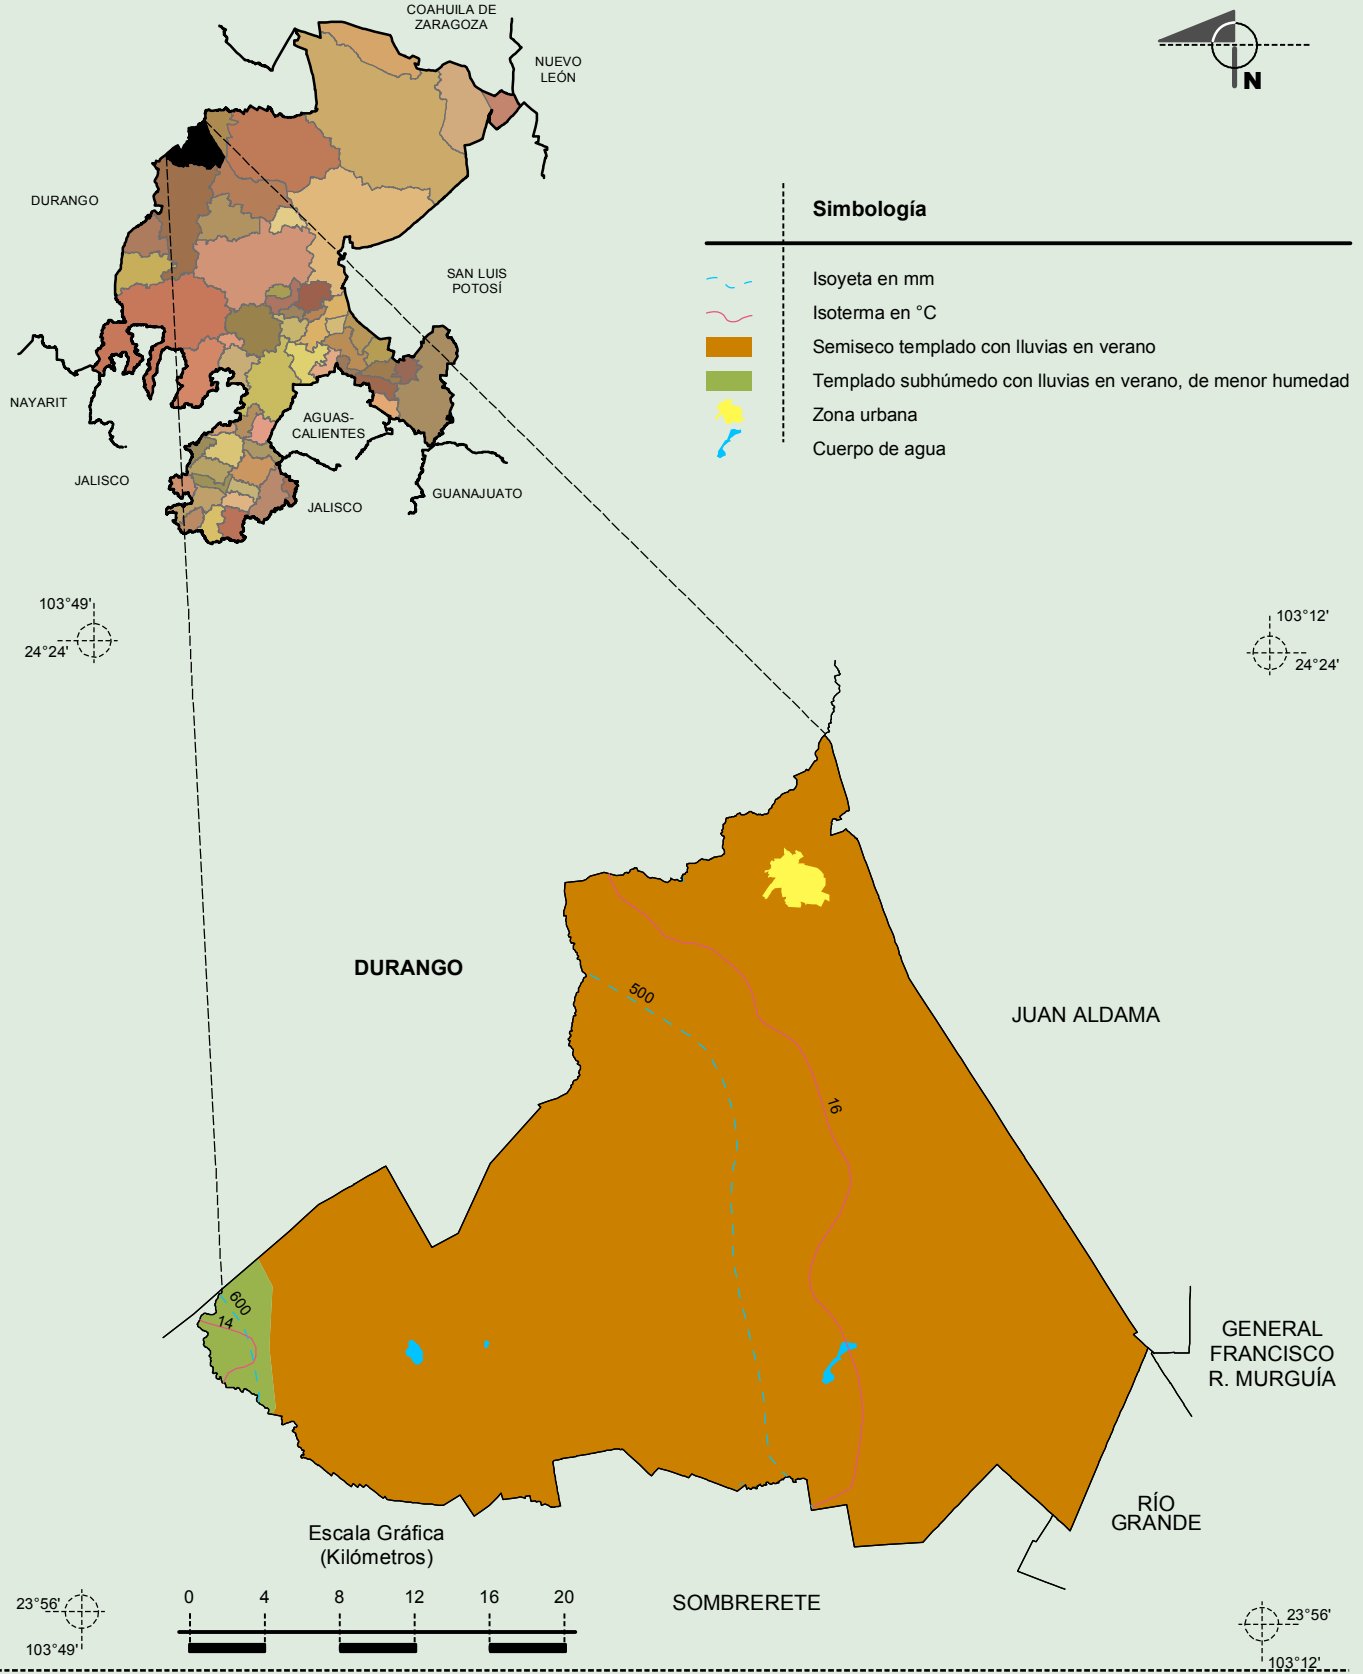 COAHUILA DE
ZARAGOZA
NUEVO
LEÓN
N
DURANGO
SAN LUIS
POTOSÍ
NAYARIT
AGUAS-
CALIENTES
JALISCO
JALISCO
GUANAJUATO
Simbología
Isoyeta en mm
Isoterma en °C
Semiseco templado con lluvias en verano
Templado subhúmedo con lluvias en verano, de menor humedad
Zona urbana
Cuerpo de agua
103°49'
24°24'
103°12'
24°24'
DURANGO
500
JUAN ALDAMA
16
600
14
GENERAL
FRANCISCO
R. MURGUÍA
RÍO
GRANDE
Escala Gráfica
(Kilómetros)
0 4 8 12 16 20
SOMBRERETE
23°56'
103°49'
23°56'
103°12'